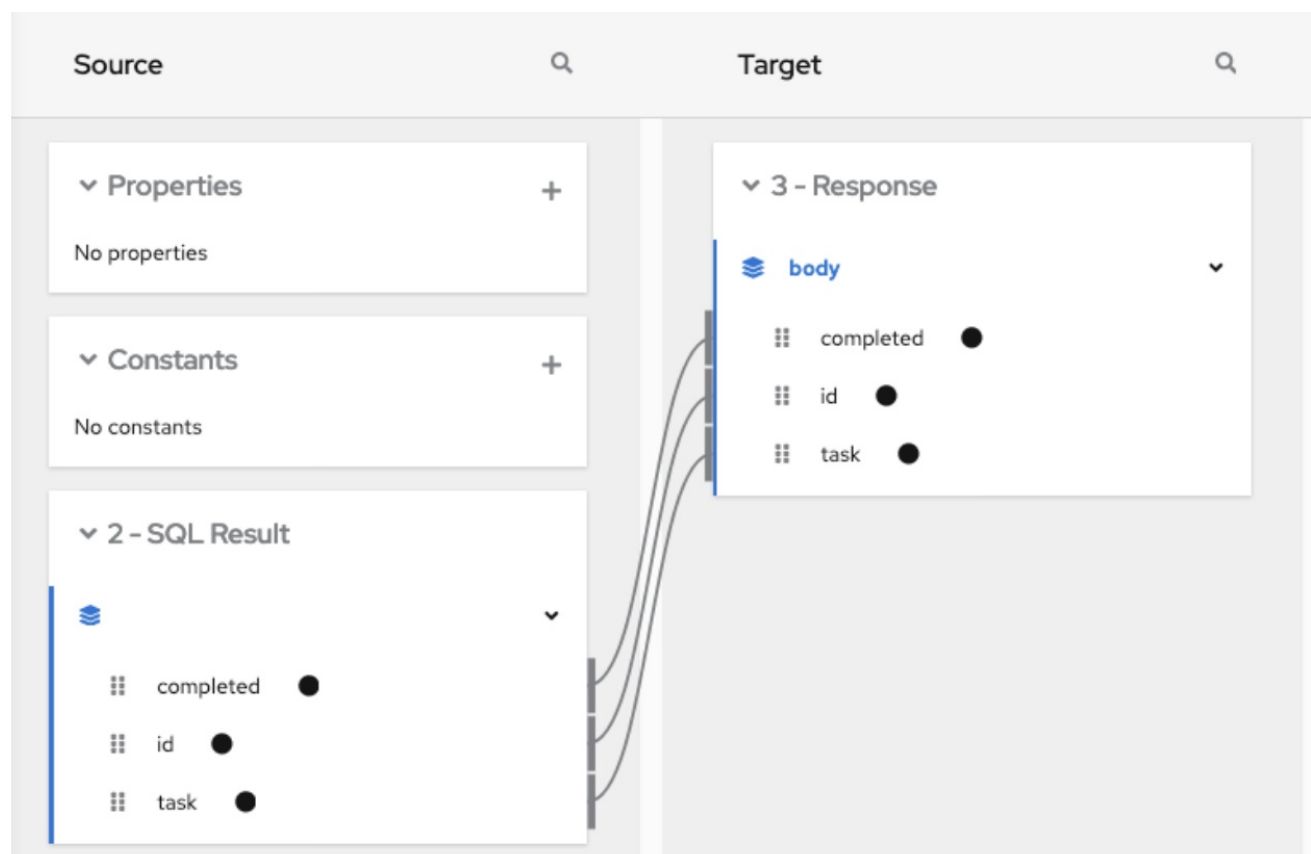 Source
Properties
No properties
Constants
No constants
2 - SQL Result
completed
id
task
Target
3 - Response
body
completed
id
task